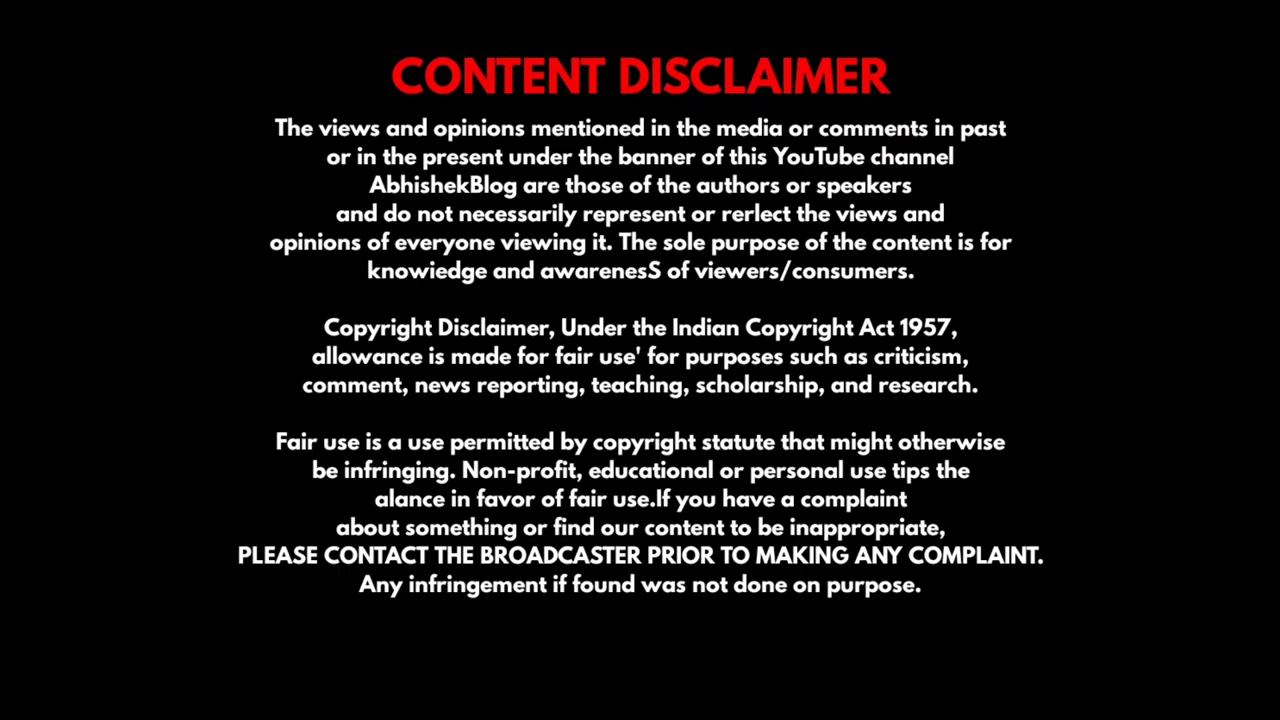 CONTENT DISCLAIMER
The views and opinions mentioned in the media or comments in past
or in the present under the banner of this YouTube channel
AbhishekBlog are those of the authors or speakers
and do not necessarily represent or rerlect the views and
opinions of everyone viewing it. The sole purpose of the content is for
knowiedge and awarenesS of viewers/consumers.
Copyright Disclaimer, Under the Indian Copyright Act 1957,
allowance is made for fair use' for purposes such as criticism,
comment, news reporting, teaching, scholarship, and research.
Fair use is a use permitted by copyright statute that might otherwise
be infringing. Non-profit, educational or personal use tips the
alance in favor of fair use.If you have a complaint
about something or find our content to be inappropriate,
PLEASE CONTACT THE BROADCASTER PRIOR TO MAKING ANY COMPLAINT.
Any infringement if found was not done on purpose.